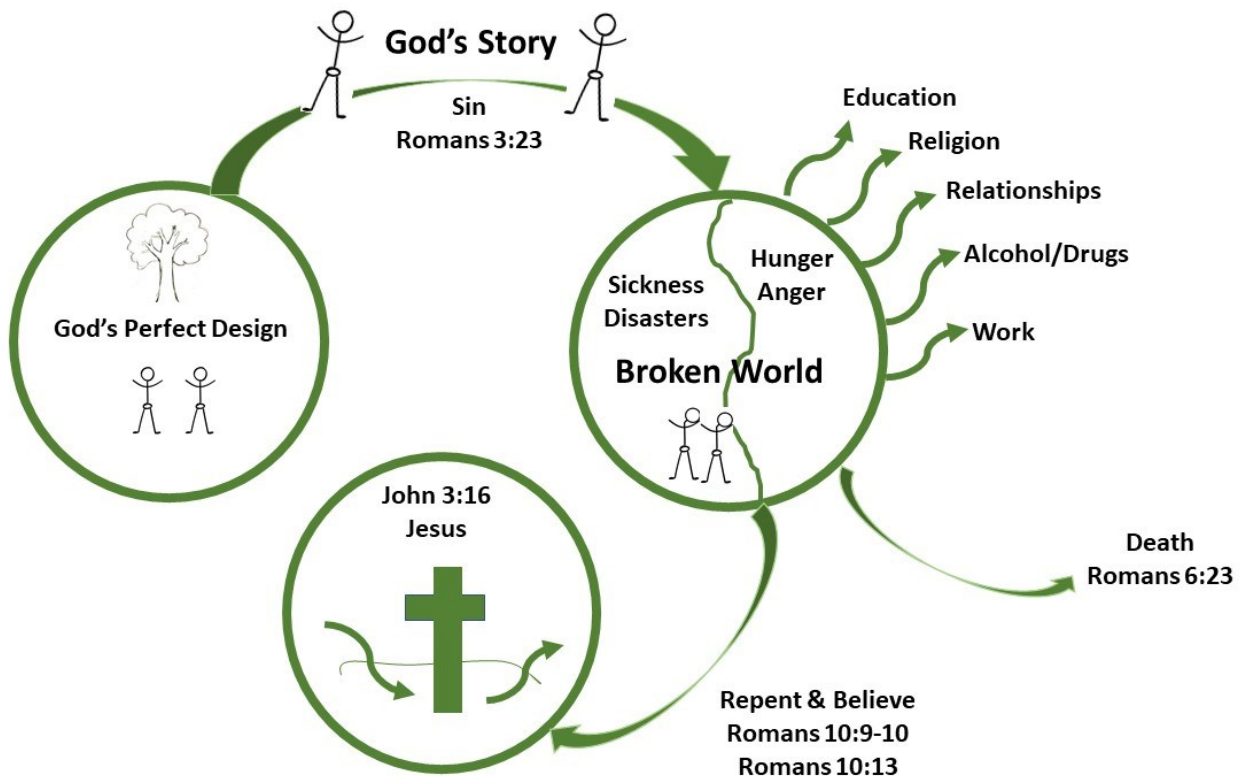 God's Story
Sin
Romans 3:23
God's Perfect Design
Sickness
Disasters
Hunger
Anger
Broken World
Education
Religion
Relationships
Alcohol/Drugs
Work
Death
Romans 6:23
John 3:16
Jesus
Repent & Believe
Romans 10:9-10
Romans 10:13